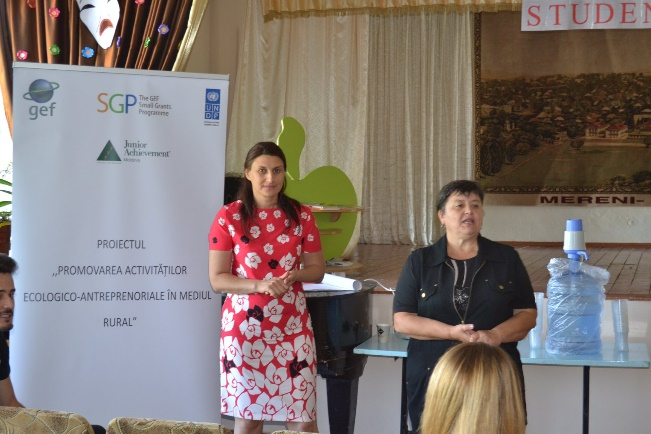 STUDEN
gef
SGP The GEF
Small Grants
Programme
U N
D P
Junior
Achievement
Moldova
PROIECTUL
,,PROMOVAREA ACTIVITĂȚILOR
ECOLOGICO-ANTREPRENORIALE ÎN MEDIUL
RURAL"
MERENI-